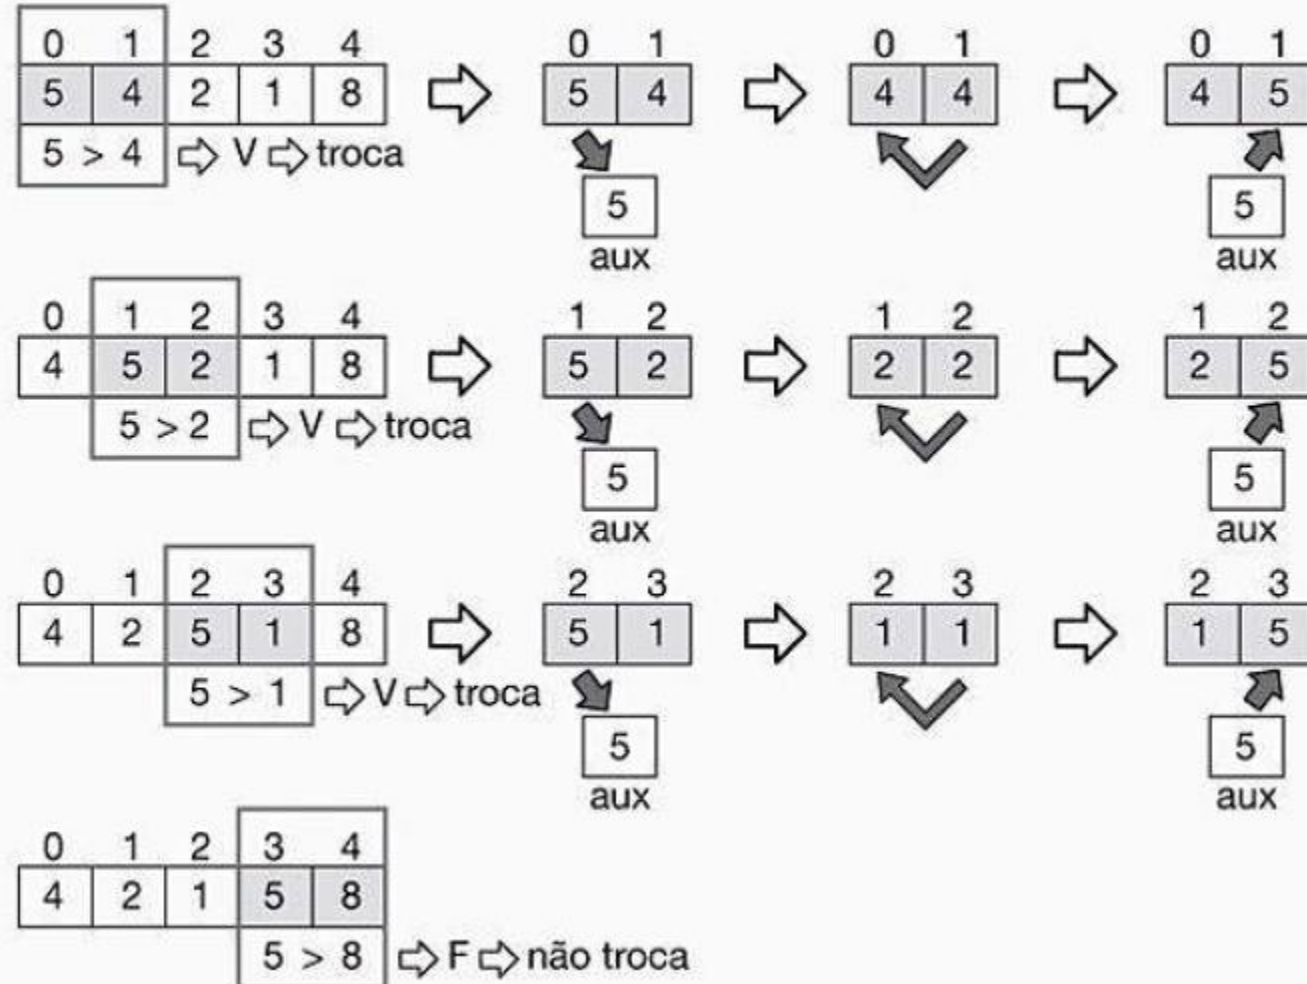 0 1 2 3 4 0 1 0 1 0 1
5 4 2 1 8 5 4 4 4 4 5
5 > 4 V troca
5 5
aux aux
0 1 2 3 4 1 2 1 2 1 2
4 5 2 1 8 5 2 2 2 2 5
5 > 2 V troca
5 5
aux aux
0 1 2 3 4 2 3 2 3 2 3
4 2 5 1 8 5 1 1 1 1 5
5 > 1 V troca
5 5
aux aux
0 1 2 3 4
4 2 1 5 8
5 > 8 F não troca